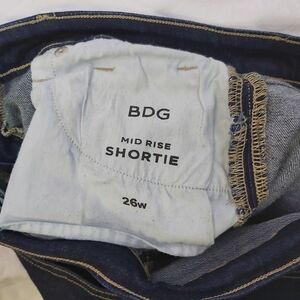 BDG
MID RISE
SHORTIE
26w